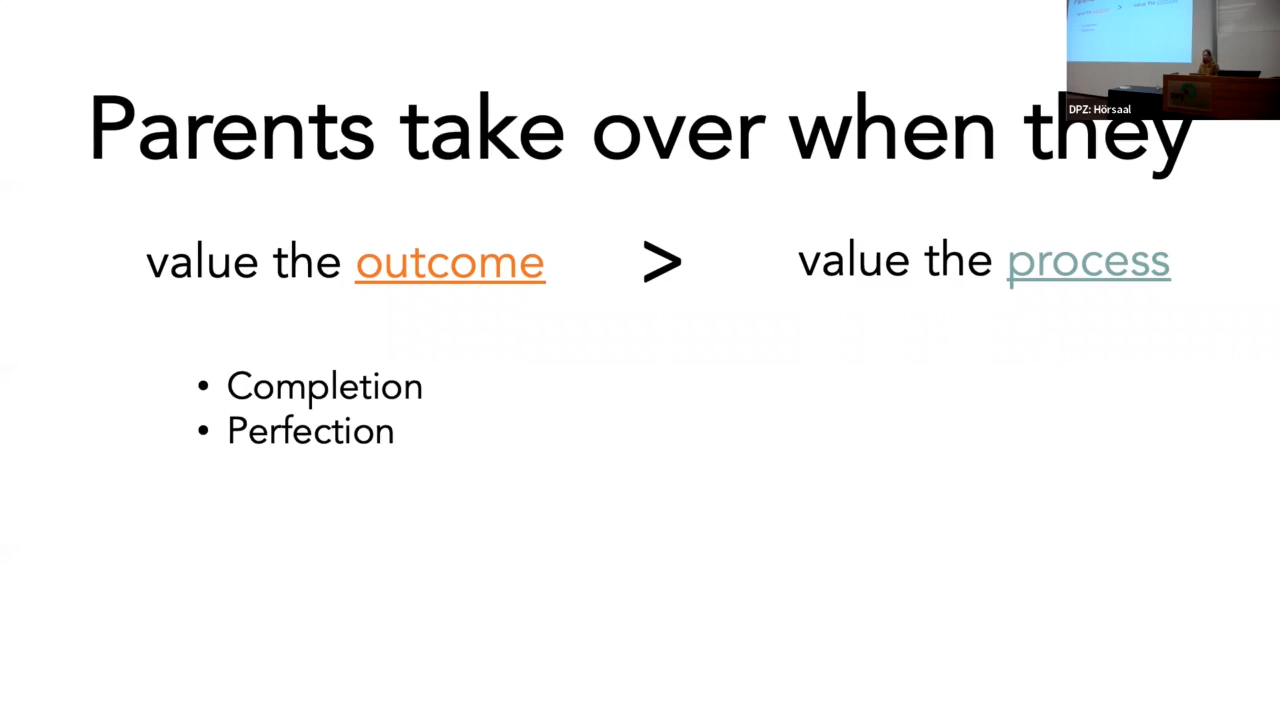 Parents take over when they
value the outcome > value the process
• Completion
• Perfection
DPZ: Hörsaal